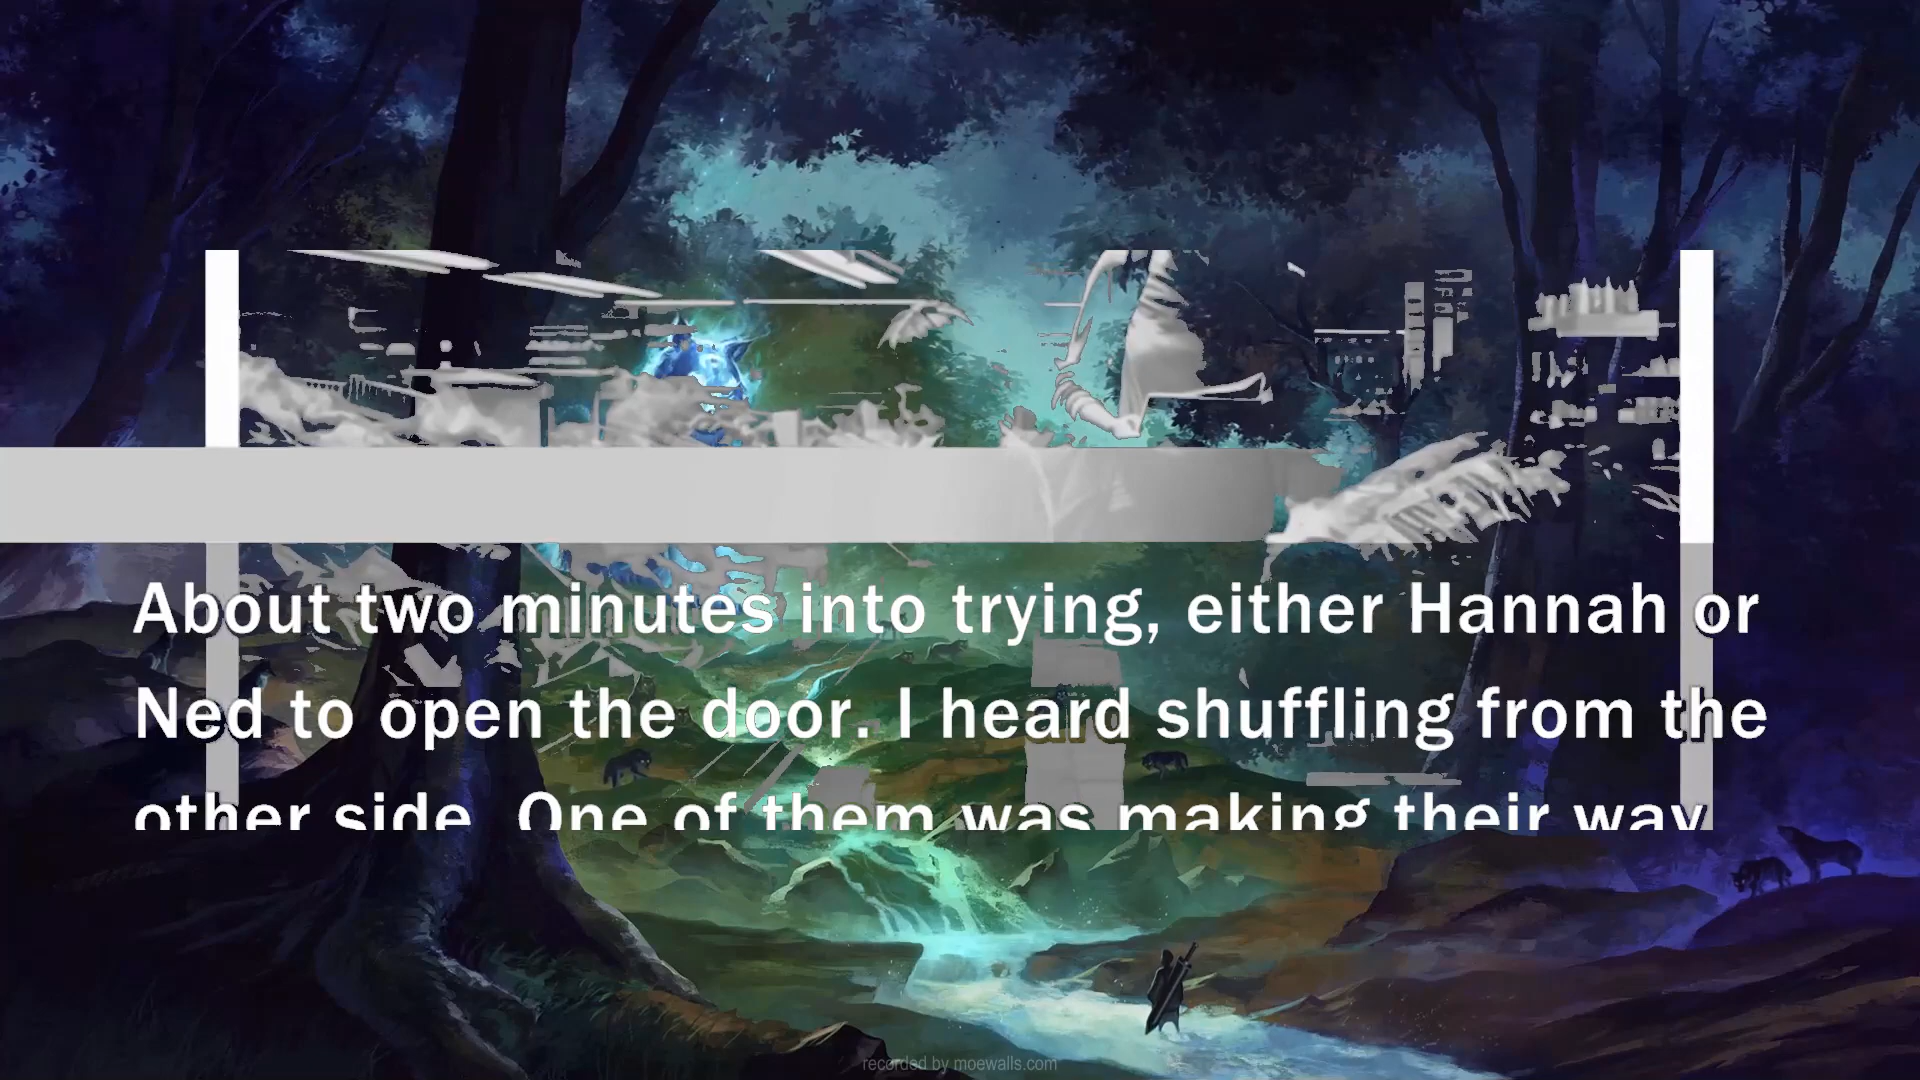 About two minutes into trying, either Hannah or
Ned to open the door. I heard shuffling from the
other side. One of them was making their way
recorded by moewalls.com